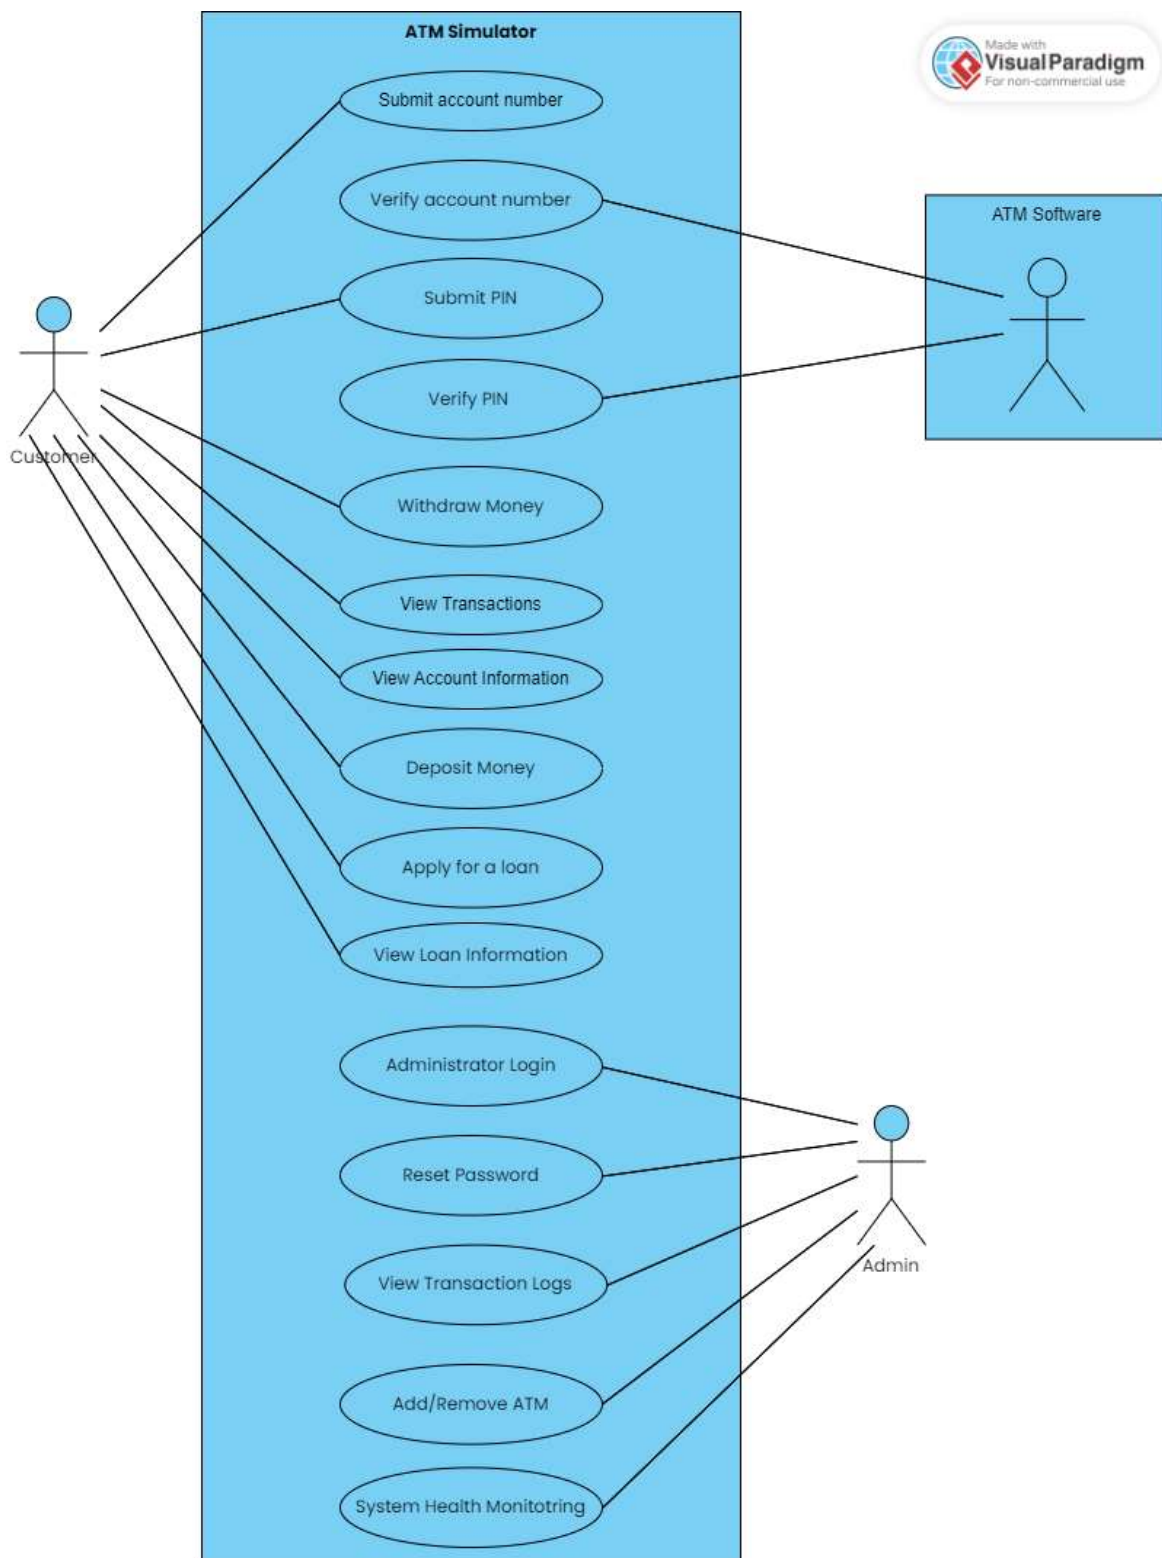 ATM Simulator
Made with
Visual Paradigm
For non-commercial use
Submit account number
Verify account number
ATM Software
Submit PIN
Verify PIN
Customer
Withdraw Money
View Transactions
View Account Information
Deposit Money
Apply for a loan
View Loan Information
Administrator Login
Reset Password
View Transaction Logs
Admin
Add/Remove ATM
System Health Monitotring